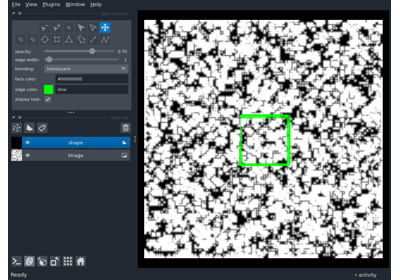 File View Plugins Window Help
opacity: 0.70
edge width: 1
blending: translucent
face color: #00000000
edge color: lime
display text:
shape
image
Ready
activity